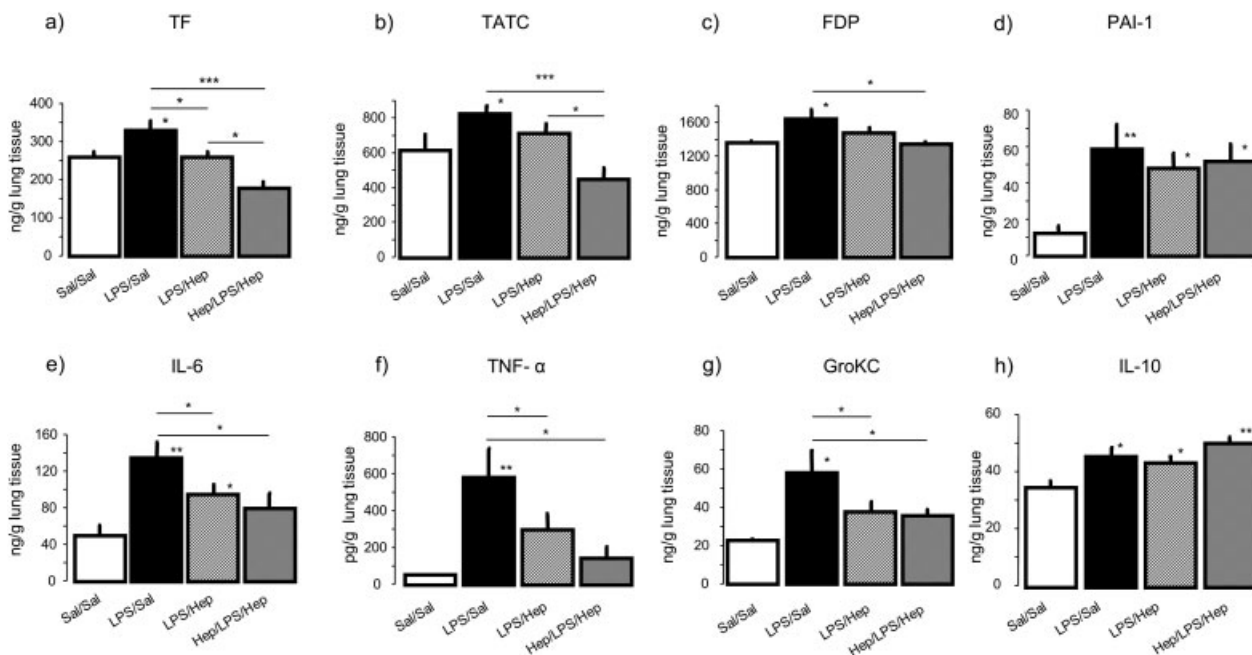 a) TF
b) TATC
c) FDP
d) PAI-1
***
*
*
*
400
300
200
100
0
ng/g lung tissue
Sal/Sal
LPS/Sal
LPS/Hep
Hep/LPS/Hep
***
*
*
800
600
400
200
0
ng/g lung tissue
Sal/Sal
LPS/Sal
LPS/Hep
Hep/LPS/Hep
*
*
1600
1200
800
400
0
ng/g lung tissue
Sal/Sal
LPS/Sal
LPS/Hep
Hep/LPS/Hep
**
*
*
80
60
40
20
0
ng/g lung tissue
Sal/Sal
LPS/Sal
LPS/Hep
Hep/LPS/Hep
e) IL-6
f) TNF- α
g) GroKC
h) IL-10
*
*
**
*
160
120
80
40
0
ng/g lung tissue
Sal/Sal
LPS/Sal
LPS/Hep
Hep/LPS/Hep
*
*
**
800
600
400
200
0
pg/g lung tissue
Sal/Sal
LPS/Sal
LPS/Hep
Hep/LPS/Hep
*
*
*
80
60
40
20
0
ng/g lung tissue
Sal/Sal
LPS/Sal
LPS/Hep
Hep/LPS/Hep
*
*
**
60
40
20
0
ng/g lung tissue
Sal/Sal
LPS/Sal
LPS/Hep
Hep/LPS/Hep